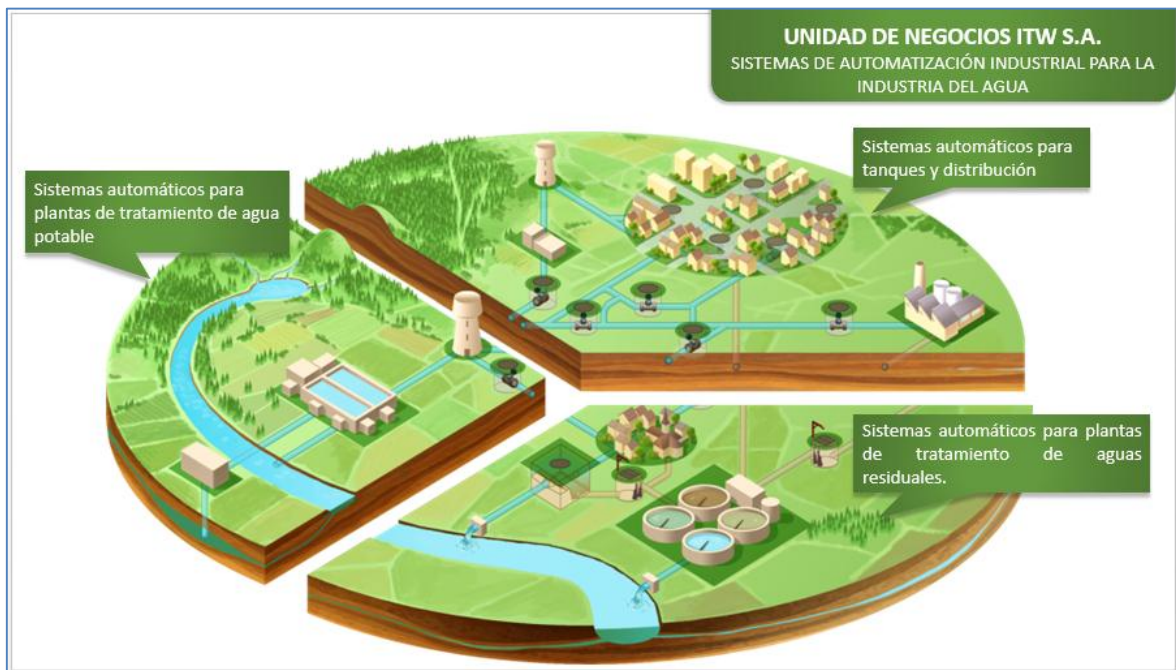 UNIDAD DE NEGOCIOS ITW S.A.
SISTEMAS DE AUTOMATIZACIÓN INDUSTRIAL PARA LA
INDUSTRIA DEL AGUA
Sistemas automáticos para
tanques y distribución
Sistemas automáticos para
plantas de tratamiento de agua
potable
Sistemas automáticos para plantas
de tratamiento de aguas
residuales.